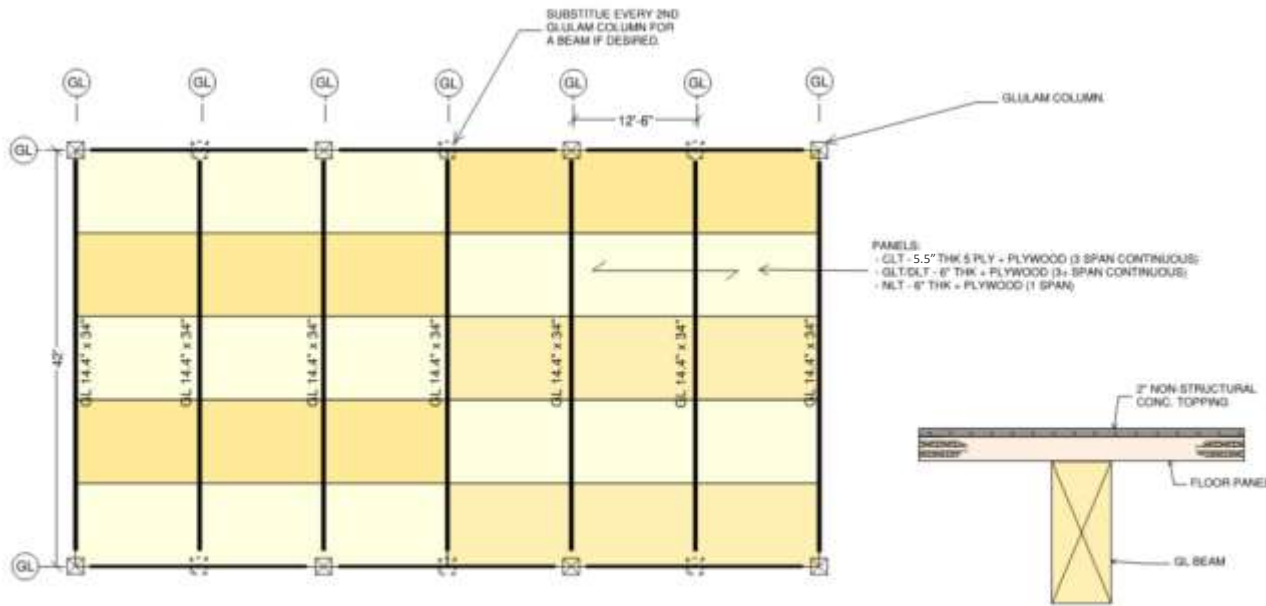 SUBSTITUE EVERY 2ND
GLULAM COLUMN FOR
A BEAM IF DESIRED.
GL GL GL GL GL GL GL
GLULAM COLUMN.
12'-6"
GL
PANELS:
- CLT - 5.5" THK 5 PLY + PLYWOOD (3 SPAN CONTINUOUS)
- GLT/DLT - 6" THK + PLYWOOD (3+ SPAN CONTINUOUS)
- NLT - 6" THK + PLYWOOD (1 SPAN)
42'
GL 14.4" x 34"
GL 14.4" x 34"
GL 14.4" x 34"
GL 14.4" x 34"
GL 14.4" x 34"
GL 14.4" x 34"
GL 14.4" x 34"
2" NON-STRUCTURAL
CONC. TOPPING
FLOOR PANEL
GL BEAM
GL